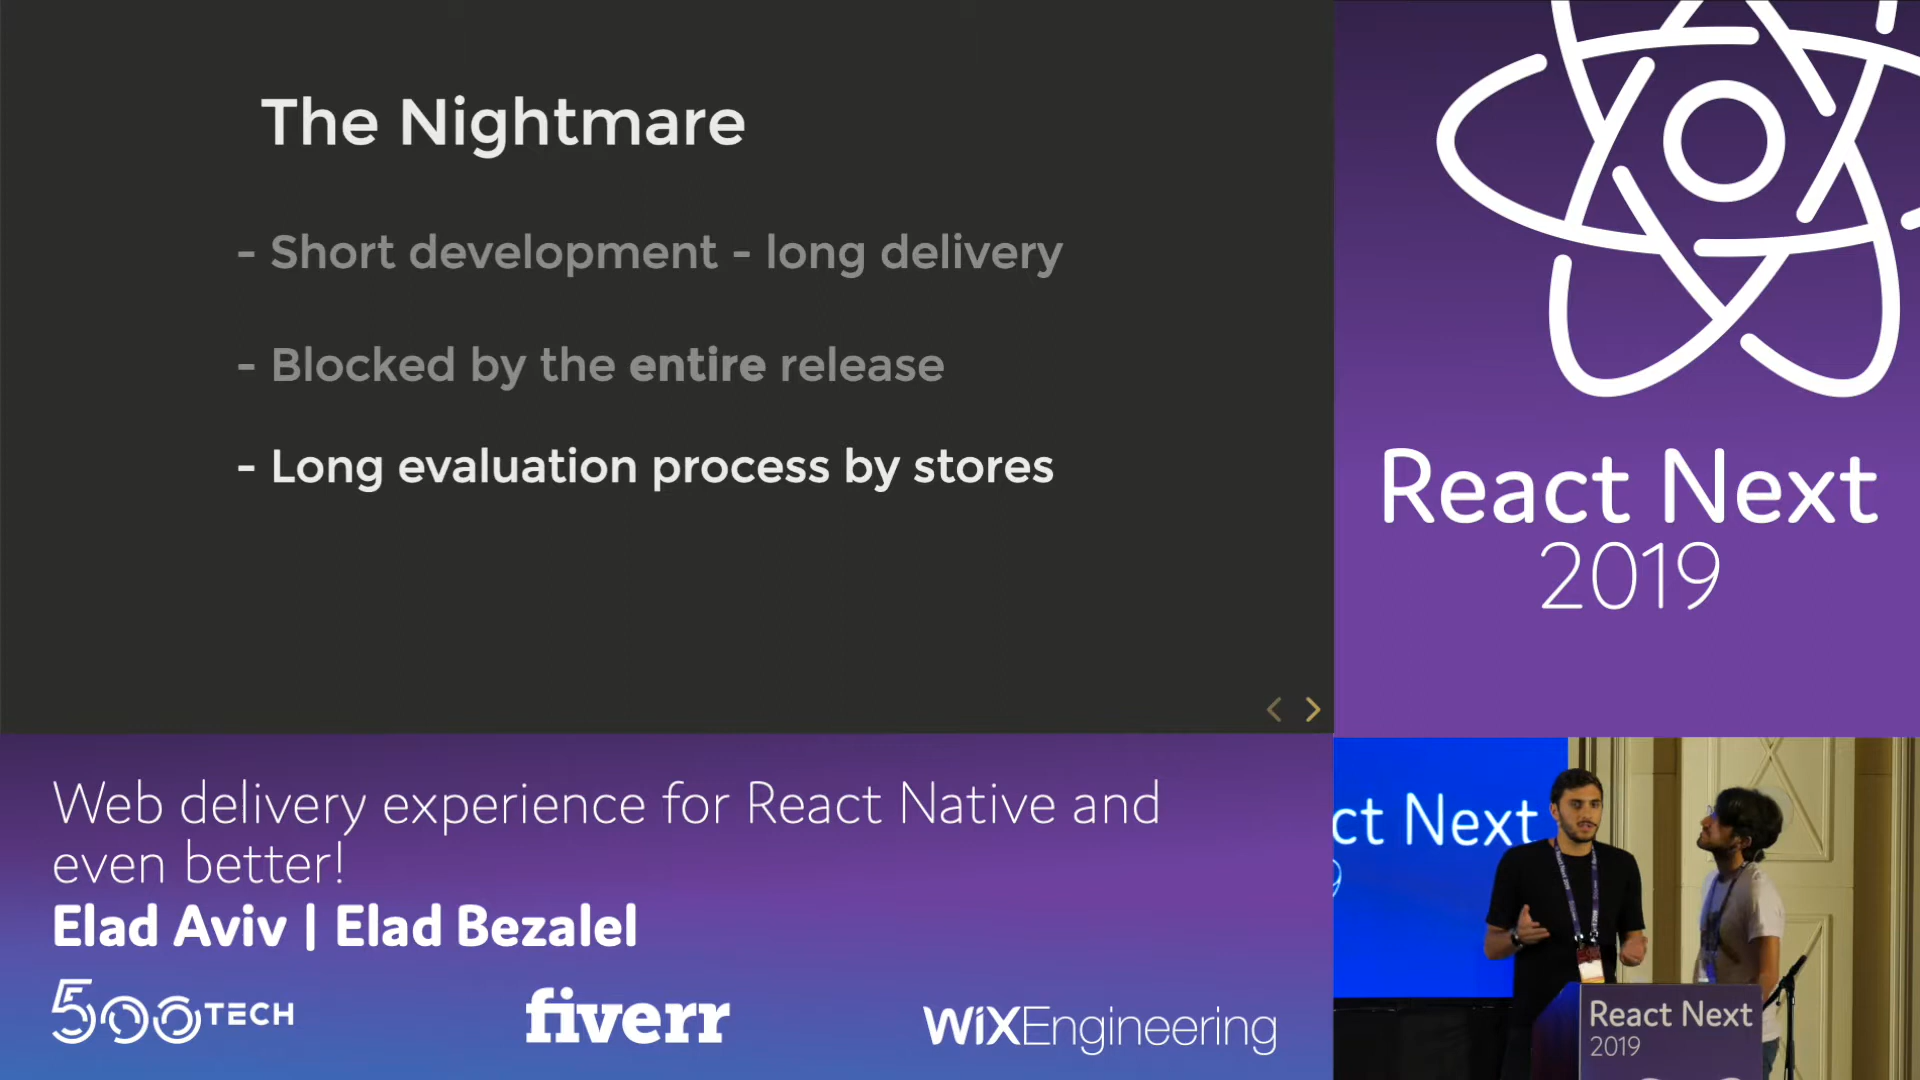 The Nightmare
- Short development - long delivery
- Blocked by the entire release
- Long evaluation process by stores
React Next
2019
Web delivery experience for React Native and
even better!
Elad Aviv | Elad Bezalel
500TECH
fiverr
WiXEngineering
ct Next
9
React Next
2019